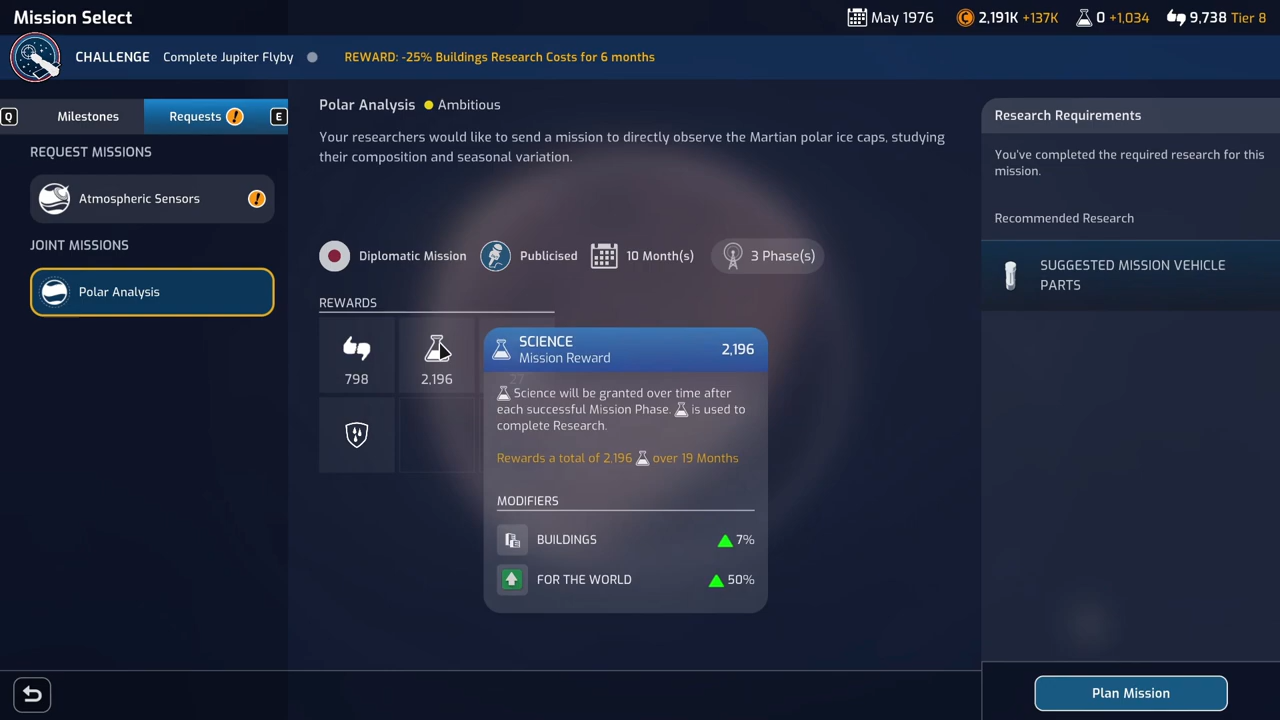 Mission Select
May 1976
2,191K +137K
0 +1,034
9,738 Tier 8
CHALLENGE Complete Jupiter Flyby
REWARD: -25% Buildings Research Costs for 6 months
Q Milestones Requests ! E
REQUEST MISSIONS
Atmospheric Sensors !
JOINT MISSIONS
Polar Analysis
Polar Analysis Ambitious
Your researchers would like to send a mission to directly observe the Martian polar ice caps, studying
their composition and seasonal variation.
Diplomatic Mission Publicised 10 Month(s) 3 Phase(s)
REWARDS
798 2,196
SCIENCE
Mission Reward
2,196
Science will be granted over time after
each successful Mission Phase. is used to
complete Research.
Rewards a total of 2,196 over 19 Months
MODIFIERS
BUILDINGS 7%
FOR THE WORLD 50%
Research Requirements
You've completed the required research for this
mission.
Recommended Research
SUGGESTED MISSION VEHICLE
PARTS
Plan Mission